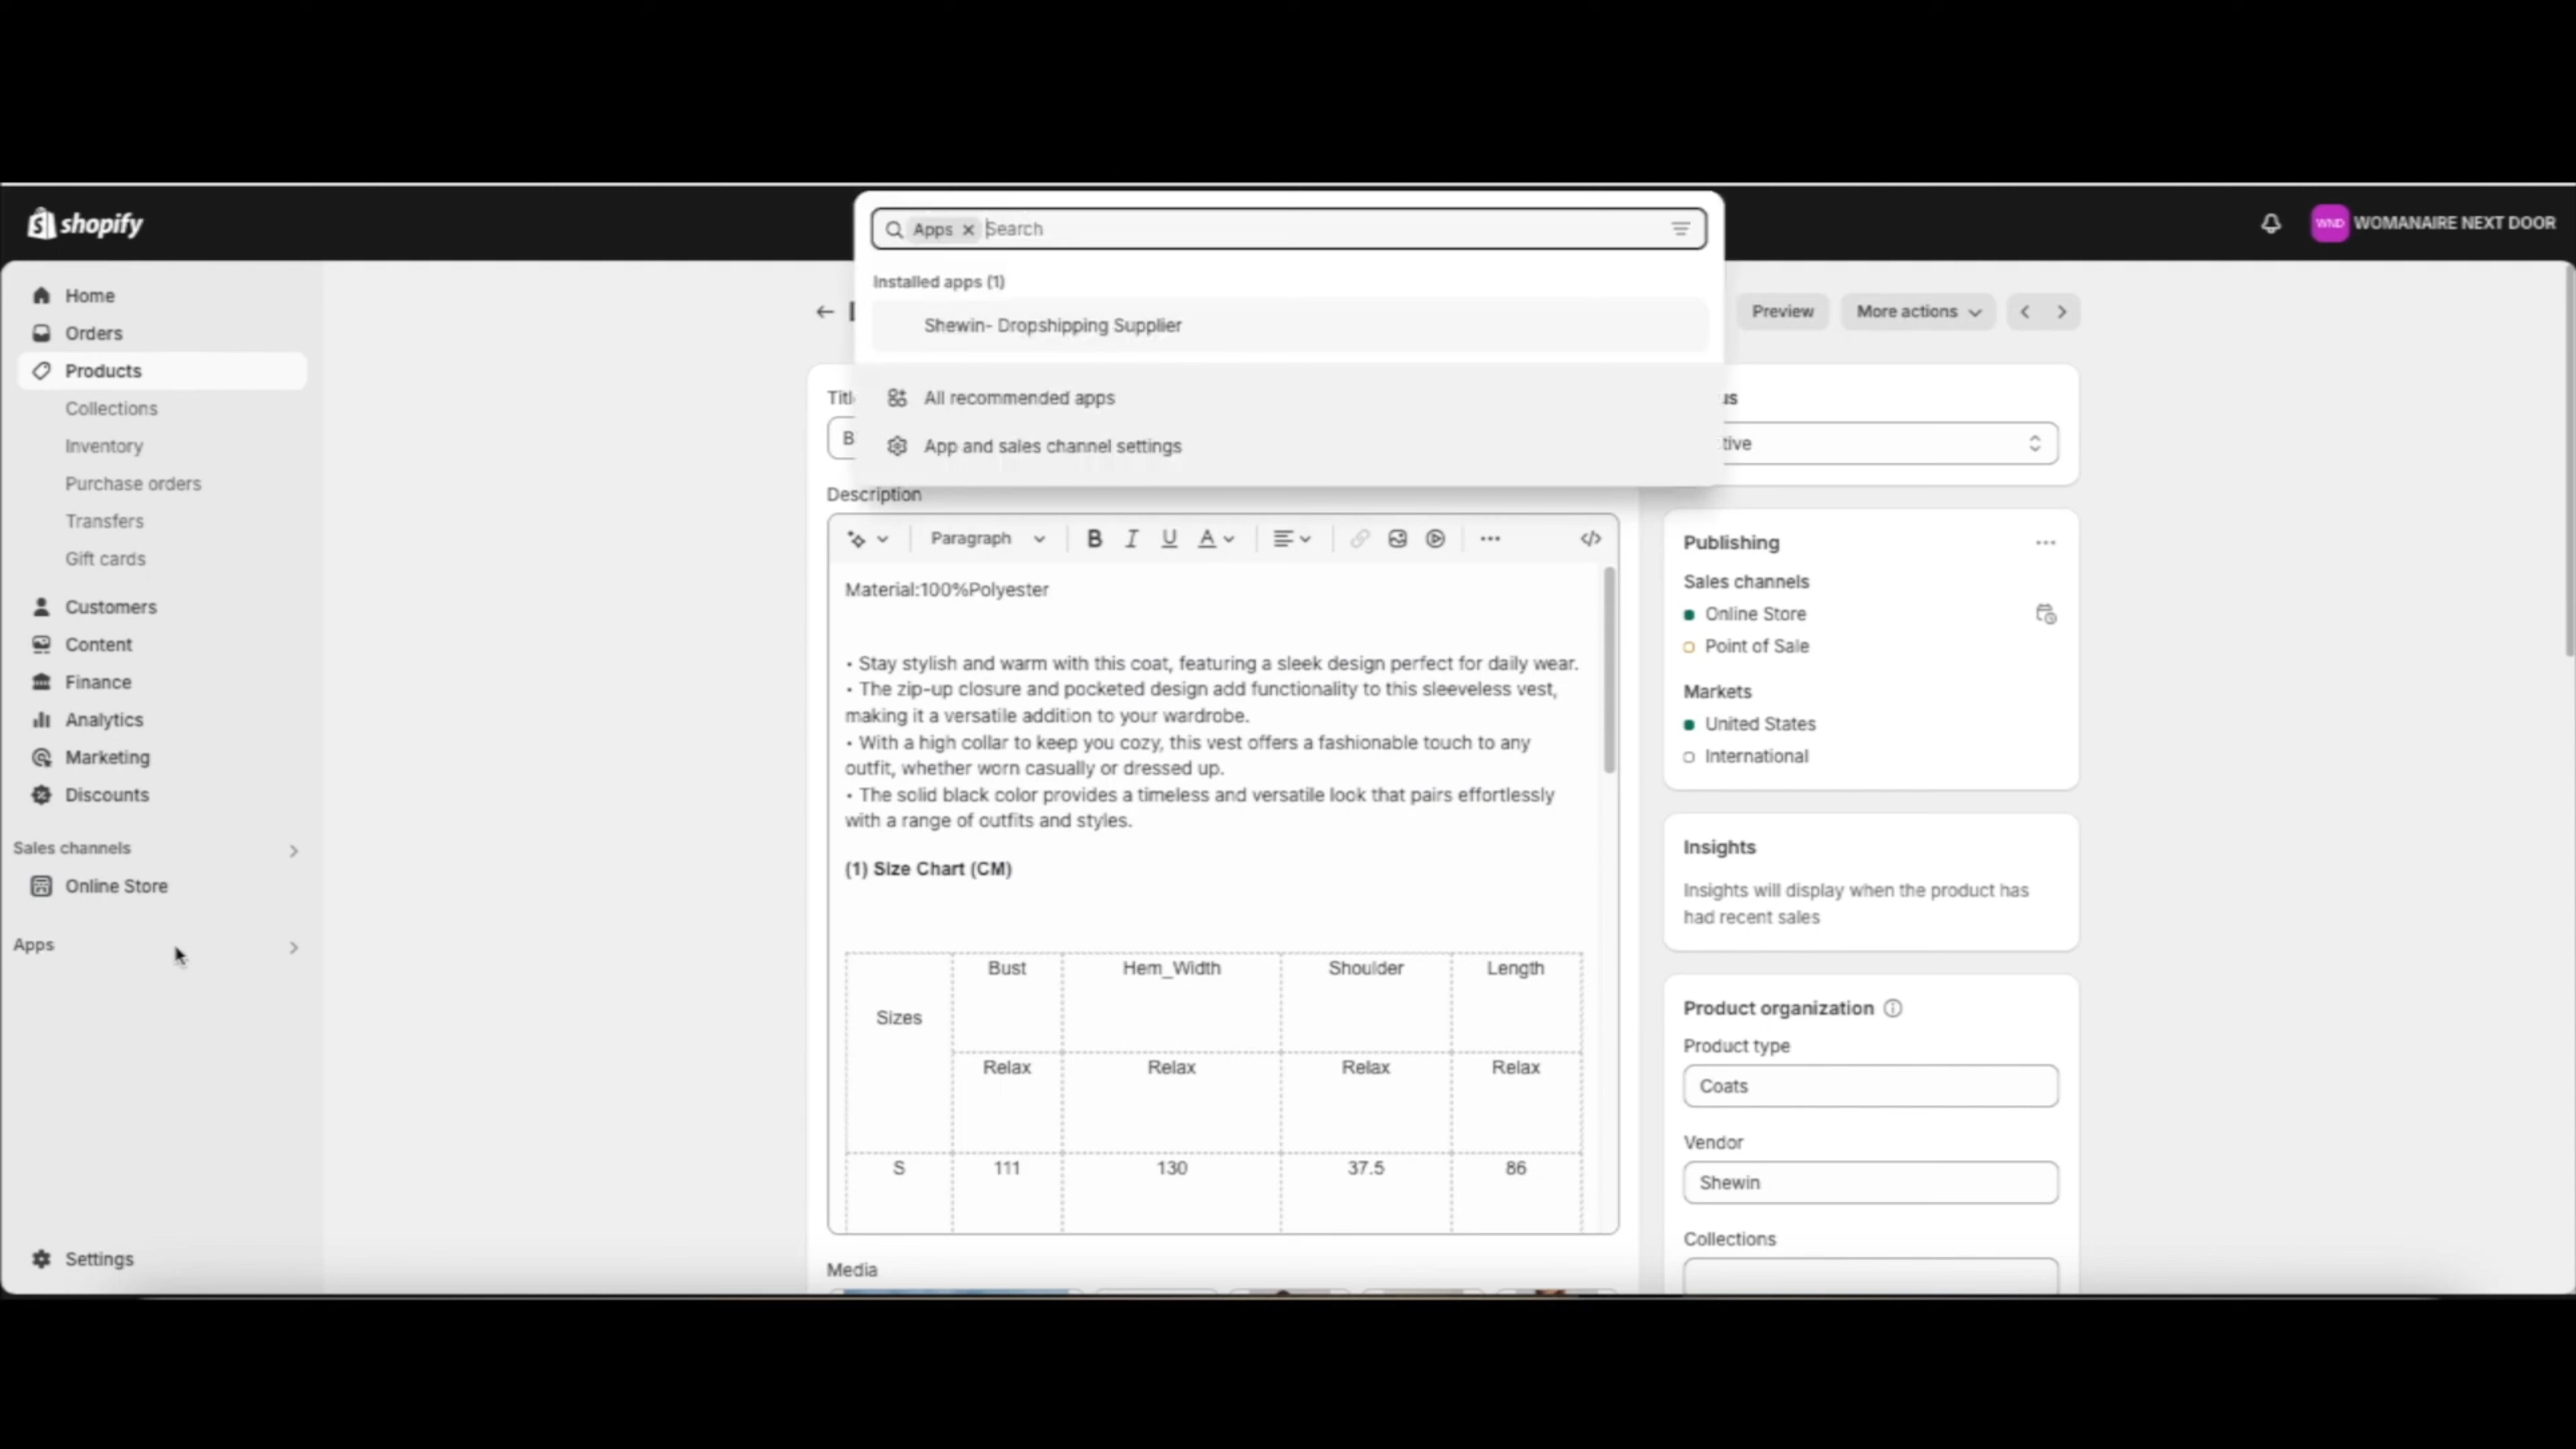 shopify
Apps
Search
WND
WOMANAIRE NEXT DOOR
Home
Orders
Products
Collections
Inventory
Purchase orders
Transfers
Gift cards
Customers
Content
Finance
Analytics
Marketing
Discounts
Sales channels
Online Store
Apps
Settings
Installed apps (1)
Shewin- Dropshipping Supplier
All recommended apps
App and sales channel settings
Preview
More actions
Titl
B
Description
Paragraph
B I U A
Material:100%Polyester
• Stay stylish and warm with this coat, featuring a sleek design perfect for daily wear.
• The zip-up closure and pocketed design add functionality to this sleeveless vest,
making it a versatile addition to your wardrobe.
• With a high collar to keep you cozy, this vest offers a fashionable touch to any
outfit, whether worn casually or dressed up.
• The solid black color provides a timeless and versatile look that pairs effortlessly
with a range of outfits and styles.
(1) Size Chart (CM)
Sizes Bust Hem_Width Shoulder Length
Relax Relax Relax Relax
S 111 130 37.5 86
Media
us
tive
Publishing
Sales channels
Online Store
Point of Sale
Markets
United States
International
Insights
Insights will display when the product has
had recent sales
Product organization
Product type
Coats
Vendor
Shewin
Collections